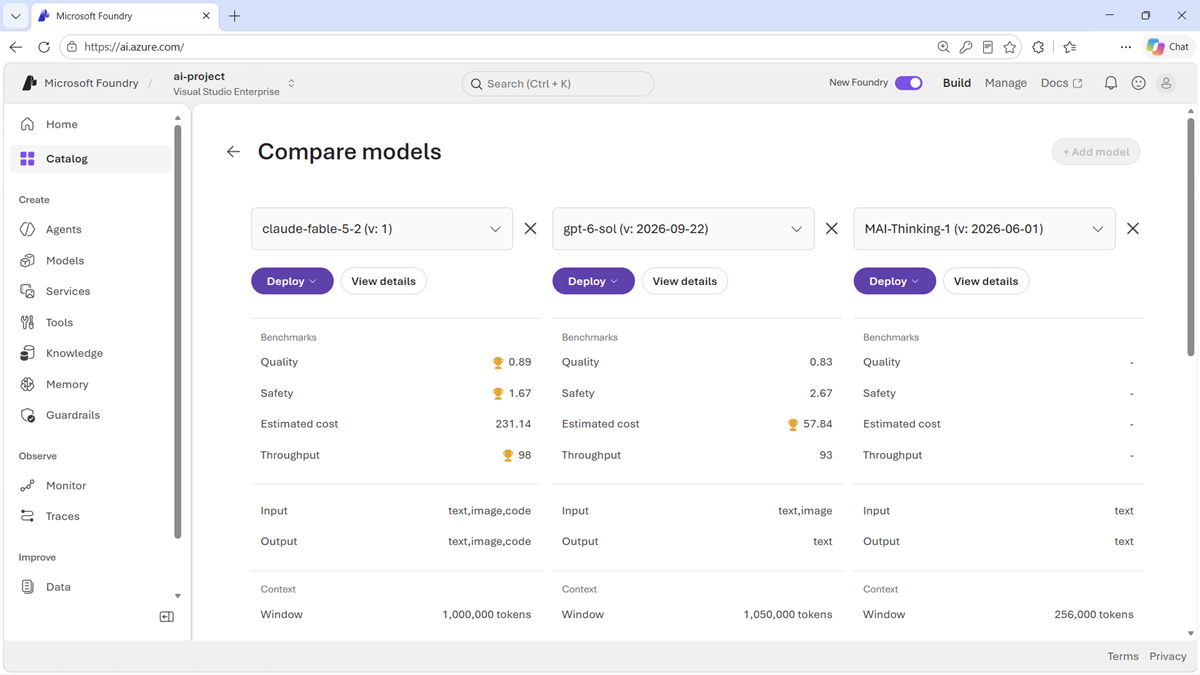 Microsoft Foundry
https://ai.azure.com/
Chat
Microsoft Foundry / ai-project
Visual Studio Enterprise
Search (Ctrl + K)
New Foundry Build Manage Docs
Home
Catalog
Create
Agents
Models
Services
Tools
Knowledge
Memory
Guardrails
Observe
Monitor
Traces
Improve
Data
Compare models
+ Add model
claude-fable-5-2 (v: 1) gpt-6-sol (v: 2026-09-22) MAI-Thinking-1 (v: 2026-06-01)
Deploy View details Deploy View details Deploy View details
Benchmarks Benchmarks Benchmarks
Quality 0.89 Quality 0.83 Quality -
Safety 1.67 Safety 2.67 Safety -
Estimated cost 231.14 Estimated cost 57.84 Estimated cost -
Throughput 98 Throughput 93 Throughput -
Input text,image,code Input text,image Input text
Output text,image,code Output text Output text
Context Context Context
Window 1,000,000 tokens Window 1,050,000 tokens Window 256,000 tokens
Terms Privacy